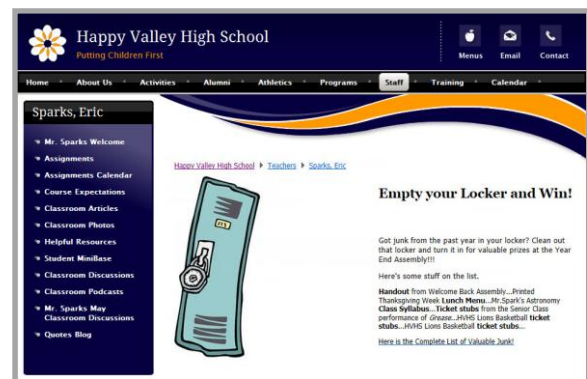 Happy Valley High School
Putting Children First
Menus Email Contact
Home About Us Activities Alumni Athletics Programs Staff Training Calendar
Sparks, Eric
Mr. Sparks Welcome
Assignments
Assignments Calendar
Course Expectations
Classroom Articles
Classroom Photos
Helpful Resources
Student MiniBase
Classroom Discussions
Classroom Podcasts
Mr. Sparks May
Classroom Discussions
Quotes Blog
Happy Valley High School Teachers Sparks, Eric
Empty your Locker and Win!
Got junk from the past year in your locker? Clean out
that locker and turn it in for valuable prizes at the Year
End Assembly!!!
Here's some stuff on the list.
Handout from Welcome Back Assembly...Printed
Thanksgiving Week Lunch Menu...Mr.Spark's Astronomy
Class Syllabus...Ticket stubs from the Senior Class
performance of Grease...HVHS Lions Basketball ticket
stubs...HVHS Lions Basketball ticket stubs...
Here is the Complete List of Valuable Junk!